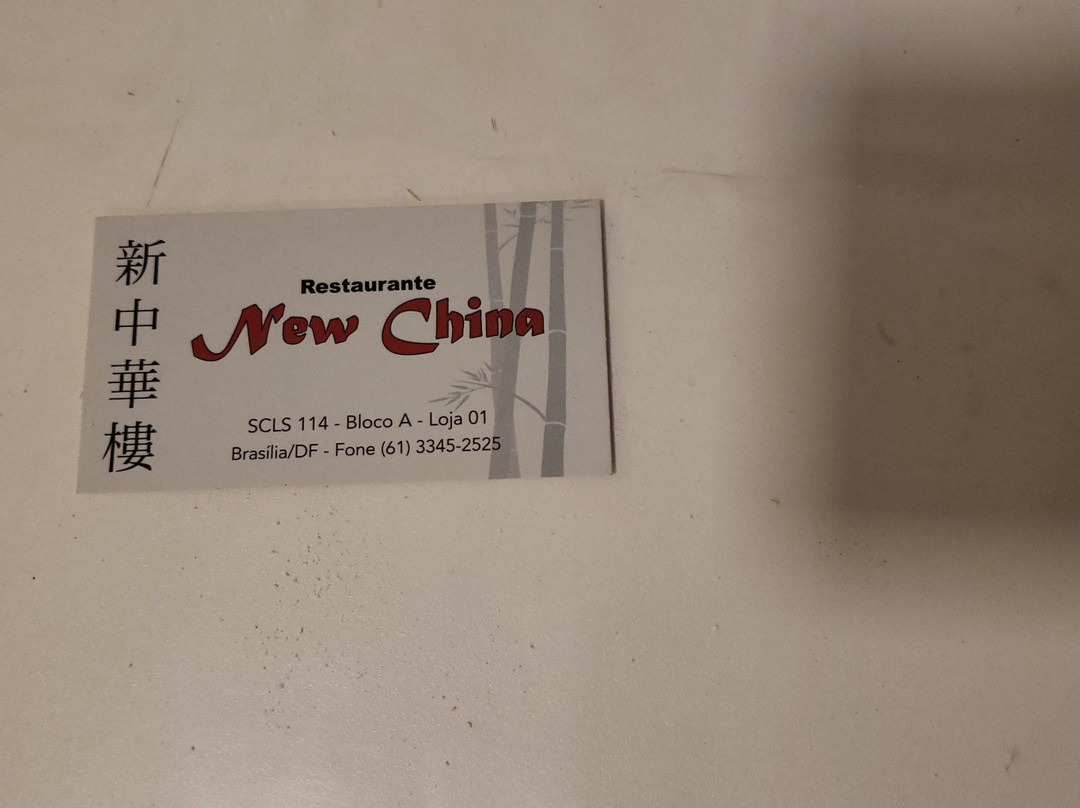 新中華樓
Restaurante
New China
SCLS 114 - Bloco A - Loja 01
Brasília/DF - Fone (61) 3345-2525